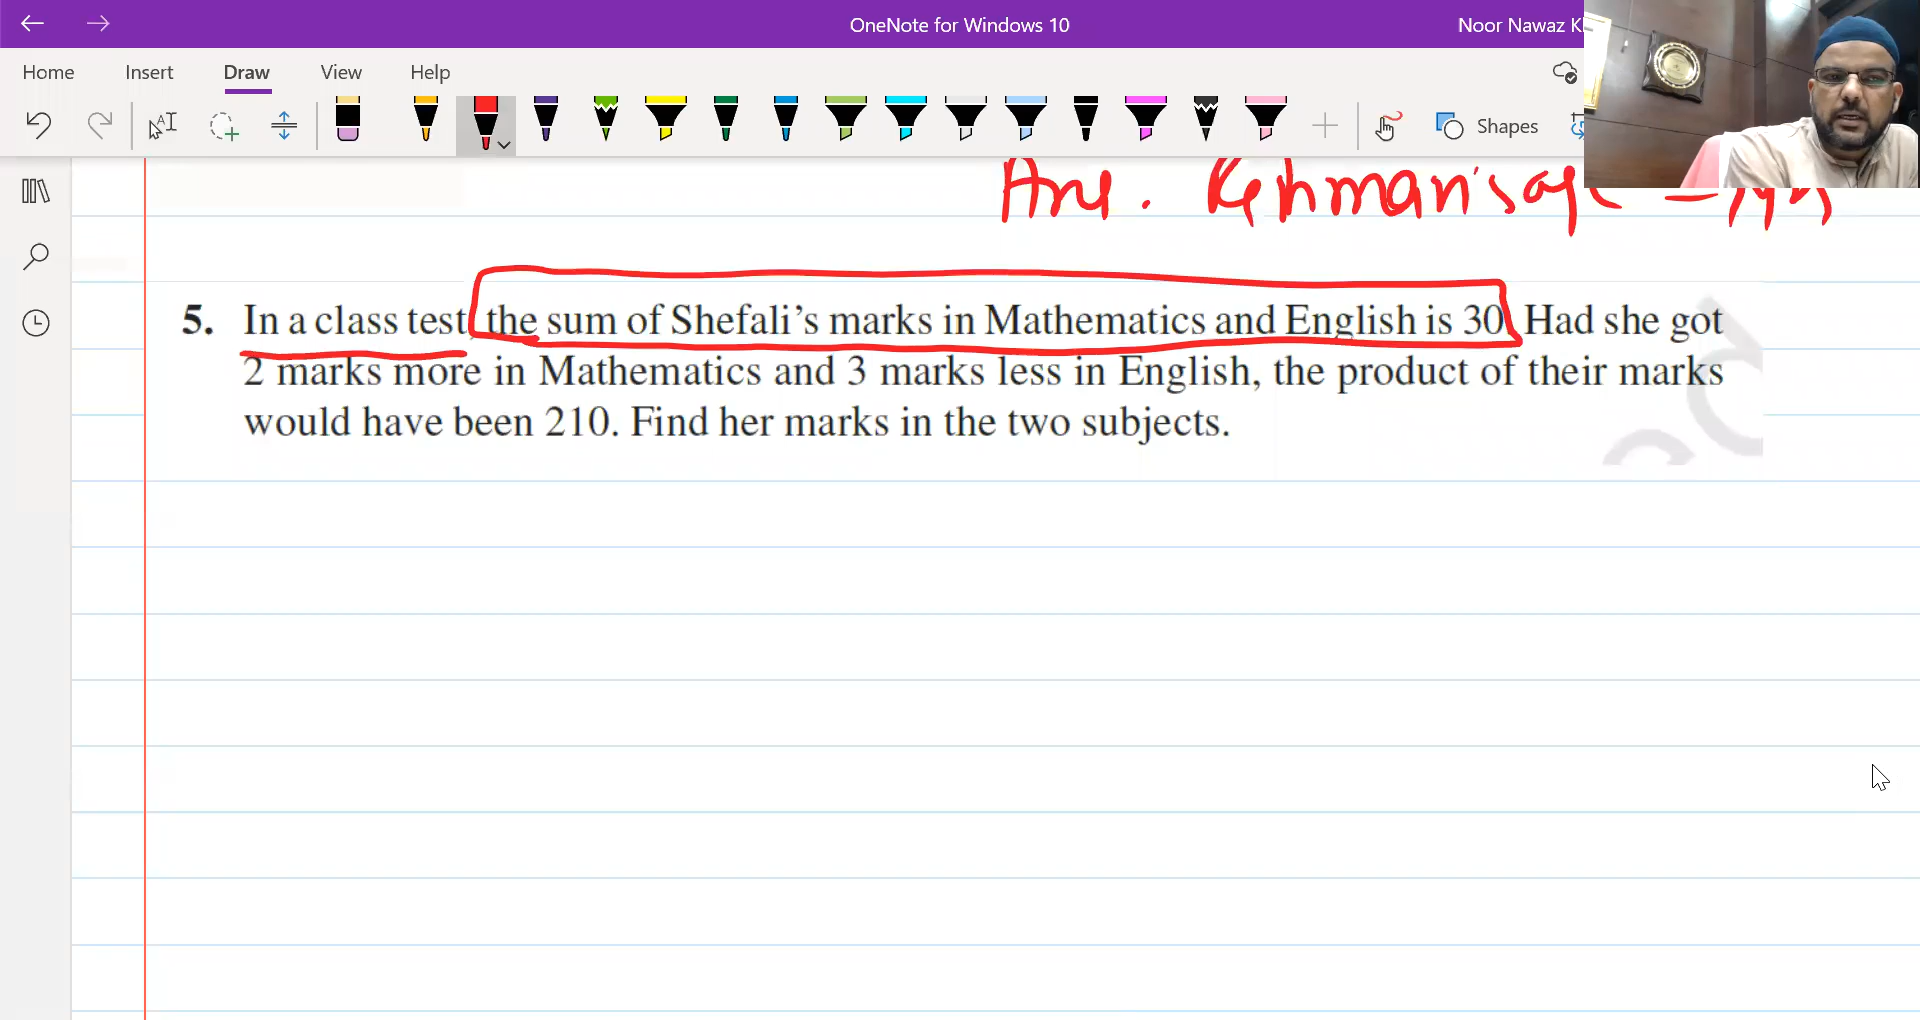 OneNote for Windows 10
Noor Nawaz
Home Insert Draw View Help
Shapes
Ans. Rehman's age =
5. In a class test, the sum of Shefali's marks in Mathematics and English is 30. Had she got
2 marks more in Mathematics and 3 marks less in English, the product of their marks
would have been 210. Find her marks in the two subjects.